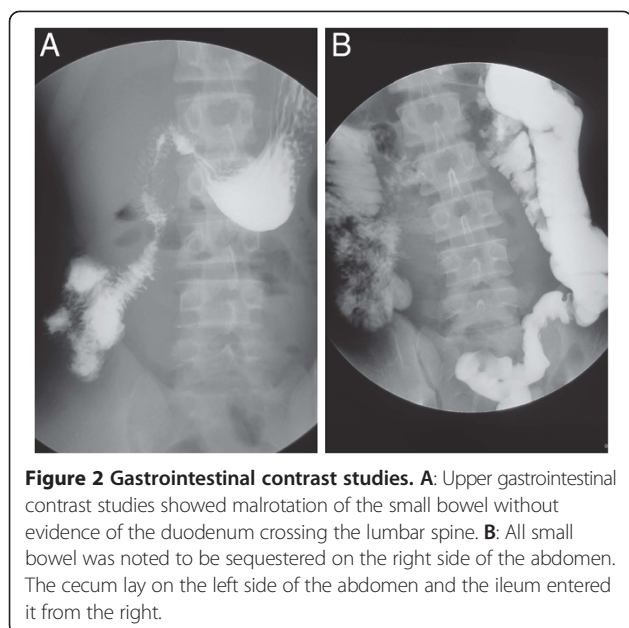 A
B
Figure 2 Gastrointestinal contrast studies. A: Upper gastrointestinal
contrast studies showed malrotation of the small bowel without
evidence of the duodenum crossing the lumbar spine. B: All small
bowel was noted to be sequestered on the right side of the abdomen.
The cecum lay on the left side of the abdomen and the ileum entered
it from the right.